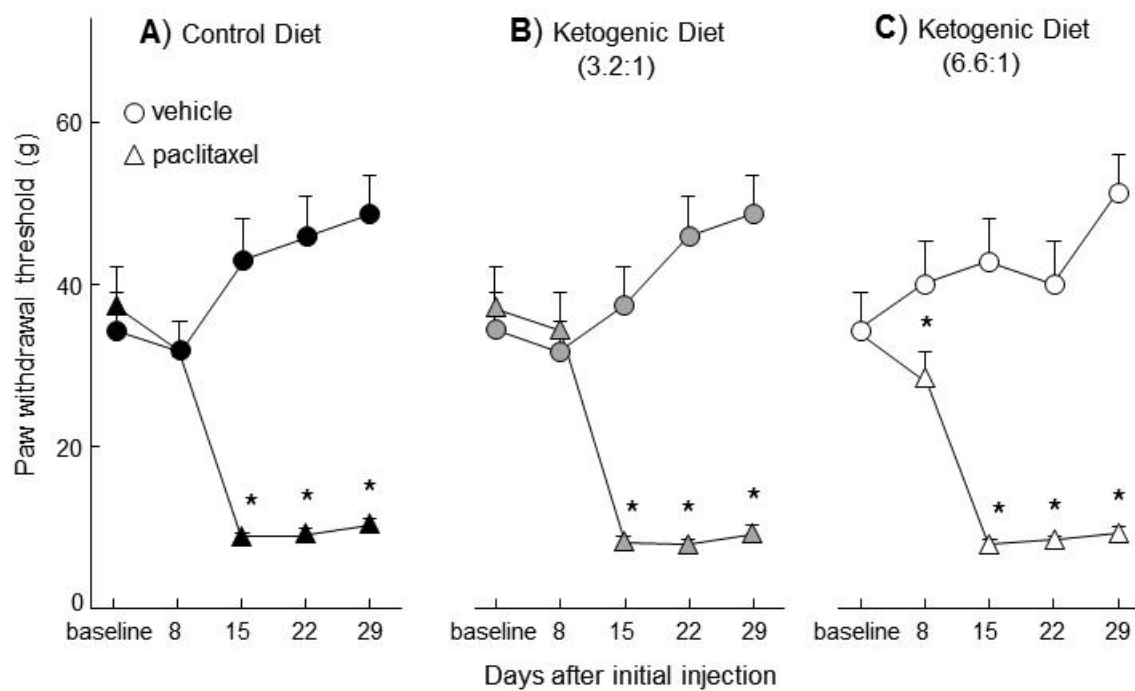 A) Control Diet
B) Ketogenic Diet
(3.2:1)
C) Ketogenic Diet
(6.6:1)
vehicle
paclitaxel
Paw withdrawal threshold (g)
60
40
20
0
* * *
* * *
* * * *
baseline 8 15 22 29
baseline 8 15 22 29
baseline 8 15 22 29
Days after initial injection